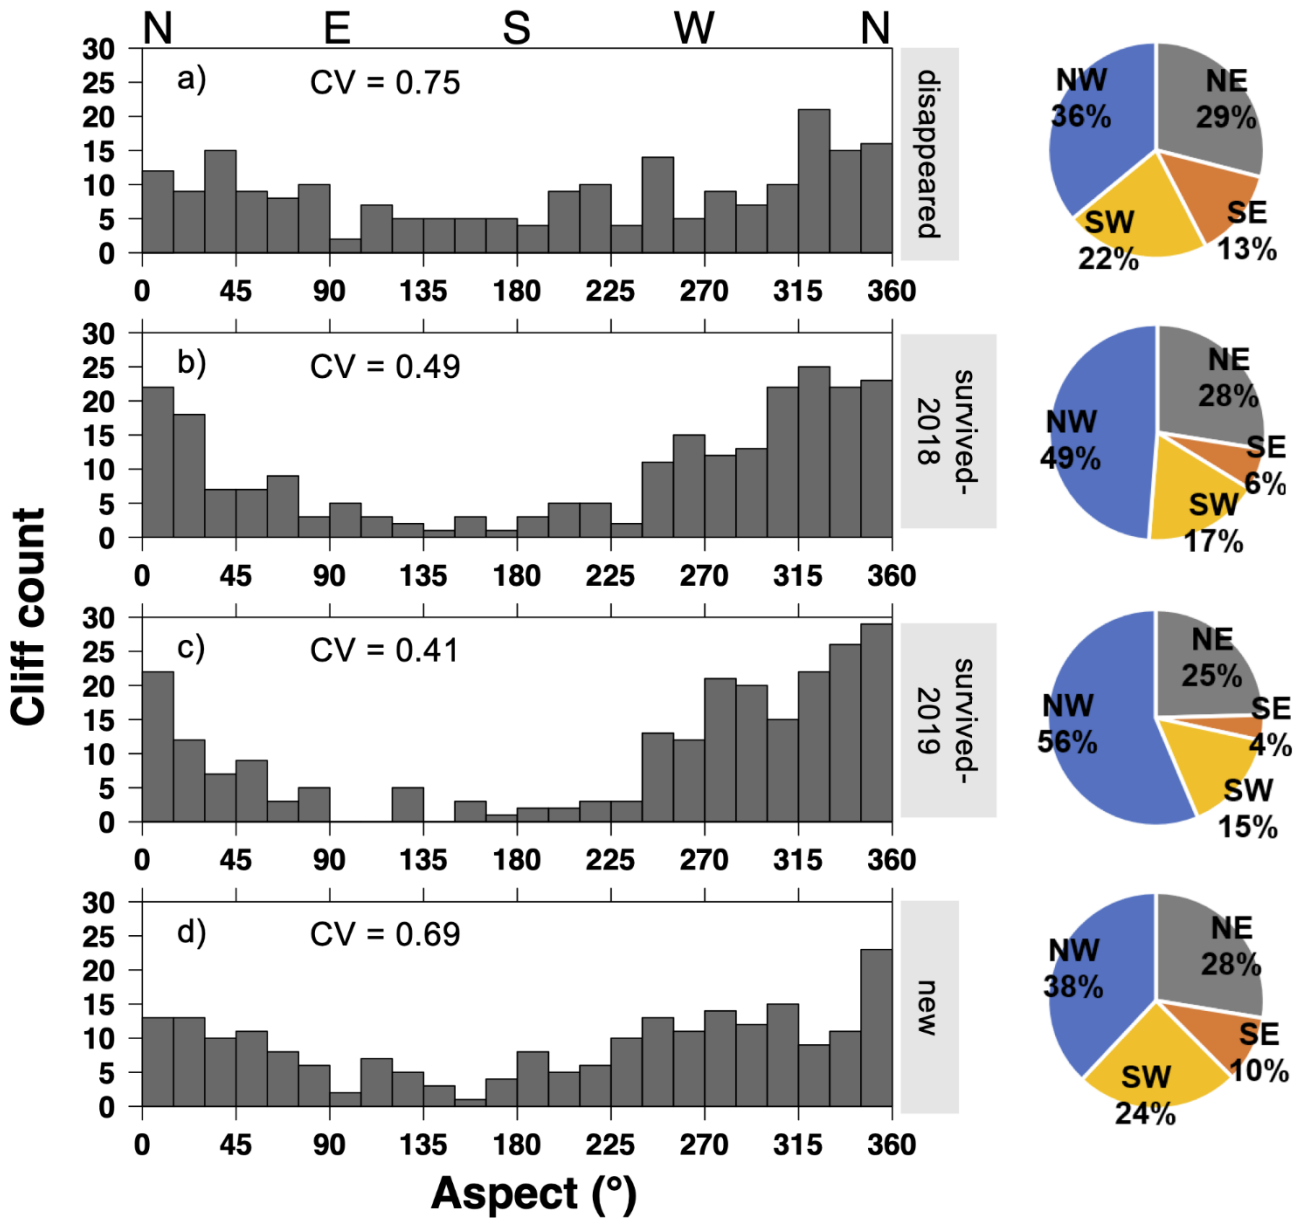 N E S W N
Cliff count
30
25
20
15
10
5
0
a) CV = 0.75
disappeared
0 45 90 135 180 225 270 315 360
NW
36%
NE
29%
SE
13%
SW
22%
30
25
20
15
10
5
0
b) CV = 0.49
survived-
2018
0 45 90 135 180 225 270 315 360
NE
28%
NW
49%
SE
6%
SW
17%
30
25
20
15
10
5
0
c) CV = 0.41
survived-
2019
0 45 90 135 180 225 270 315 360
NE
25%
NW
56%
SE
4%
SW
15%
30
25
20
15
10
5
0
d) CV = 0.69
new
0 45 90 135 180 225 270 315 360
NE
28%
NW
38%
SE
10%
SW
24%
Aspect (°)